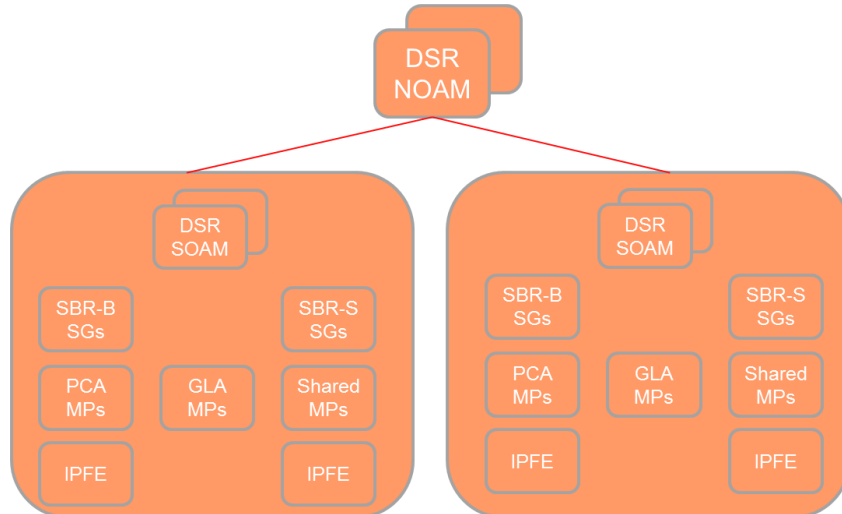 DSR
NOAM
DSR
SOAM
SBR-B
SGs
SBR-S
SGs
PCA
MPs
GLA
MPs
Shared
MPs
IPFE
IPFE
DSR
SOAM
SBR-B
SGs
SBR-S
SGs
PCA
MPs
GLA
MPs
Shared
MPs
IPFE
IPFE